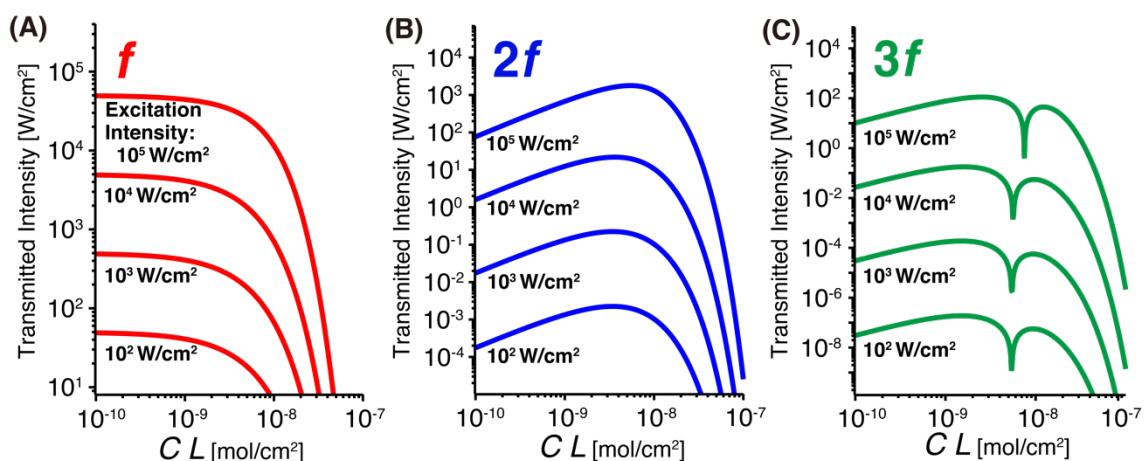 (A)
f
Transmitted Intensity [W/cm²]
10⁵
10⁴
10³
10²
10¹
Excitation
Intensity:
10⁵ W/cm²
10⁴ W/cm²
10³ W/cm²
10² W/cm²
10⁻¹⁰
10⁻⁹
10⁻⁸
10⁻⁷
C L [mol/cm²]
(B)
2f
Transmitted Intensity [W/cm²]
10⁴
10³
10²
10¹
10⁰
10⁻¹
10⁻²
10⁻³
10⁻⁴
10⁵ W/cm²
10⁴ W/cm²
10³ W/cm²
10² W/cm²
10⁻¹⁰
10⁻⁹
10⁻⁸
10⁻⁷
C L [mol/cm²]
(C)
3f
Transmitted Intensity [W/cm²]
10⁴
10²
10⁰
10⁻²
10⁻⁴
10⁻⁶
10⁻⁸
10⁵ W/cm²
10⁴ W/cm²
10³ W/cm²
10² W/cm²
10⁻¹⁰
10⁻⁹
10⁻⁸
10⁻⁷
C L [mol/cm²]